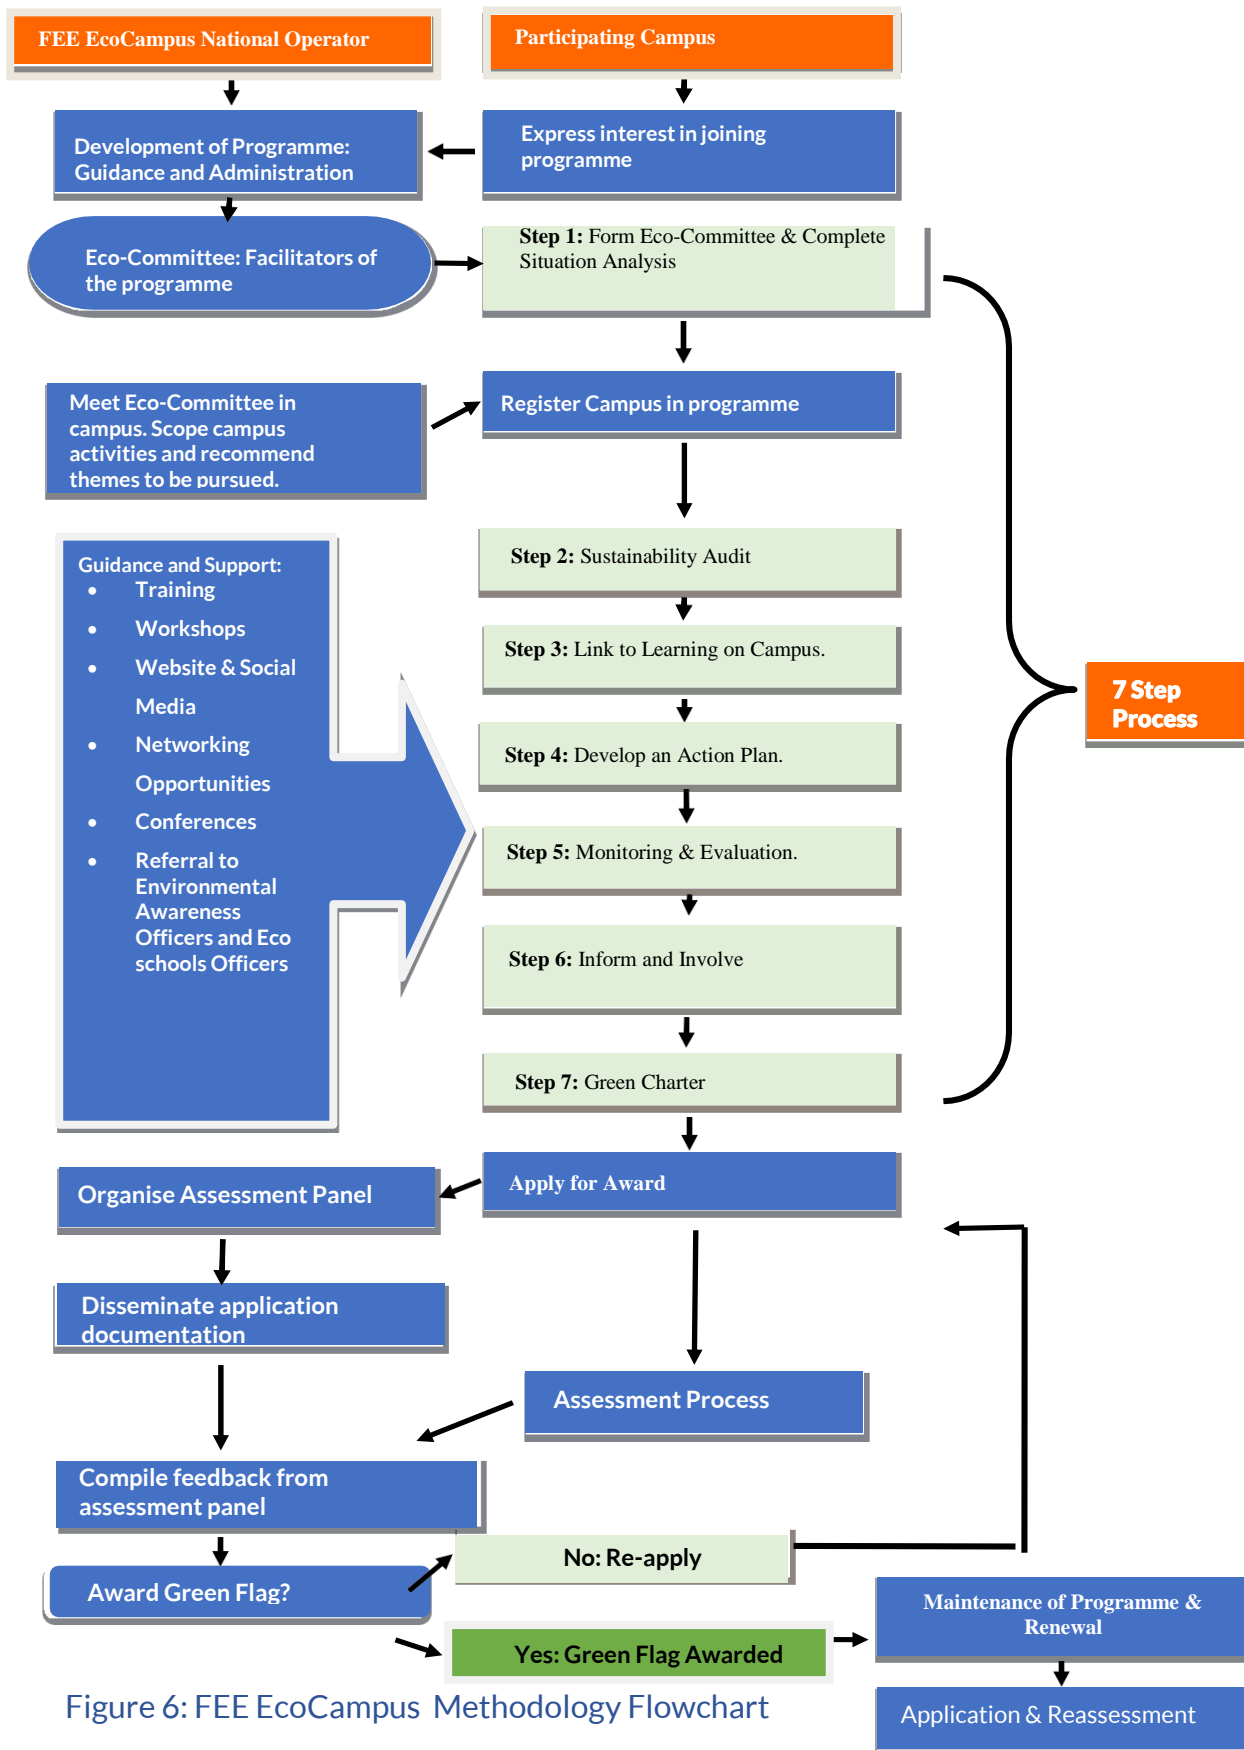 FEE EcoCampus National Operator
Participating Campus
Development of Programme:
Guidance and Administration
Express interest in joining
programme
Eco-Committee: Facilitators of
the programme
Step 1: Form Eco-Committee & Complete
Situation Analysis
Meet Eco-Committee in
campus. Scope campus
activities and recommend
themes to be pursued.
Register Campus in programme
Guidance and Support:
• Training
• Workshops
• Website & Social
Media
• Networking
Opportunities
• Conferences
• Referral to
Environmental
Awareness
Officers and Eco
schools Officers
Step 2: Sustainability Audit
Step 3: Link to Learning on Campus.
Step 4: Develop an Action Plan.
Step 5: Monitoring & Evaluation.
Step 6: Inform and Involve
Step 7: Green Charter
7 Step
Process
Apply for Award
Organise Assessment Panel
Disseminate application
documentation
Assessment Process
Compile feedback from
assessment panel
No: Re-apply
Award Green Flag?
Yes: Green Flag Awarded
Maintenance of Programme &
Renewal
Application & Reassessment
Figure 6: FEE EcoCampus Methodology Flowchart